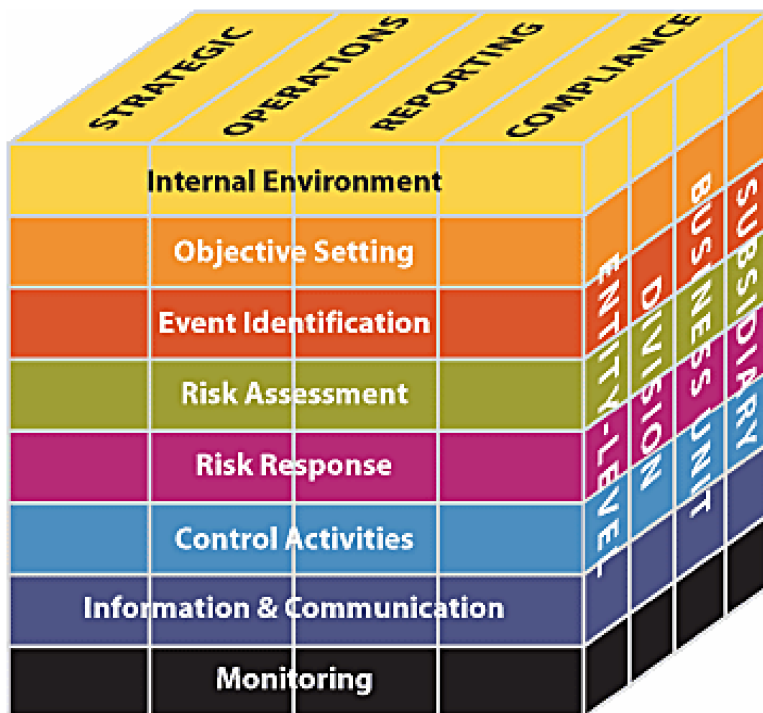 STRATEGIC
OPERATIONS
REPORTING
COMPLIANCE
Internal Environment
Objective Setting
Event Identification
Risk Assessment
Risk Response
Control Activities
Information & Communication
Monitoring
ENTITY-LEVEL
DIVISION
BUSINESS UNIT
SUBSIDIARY